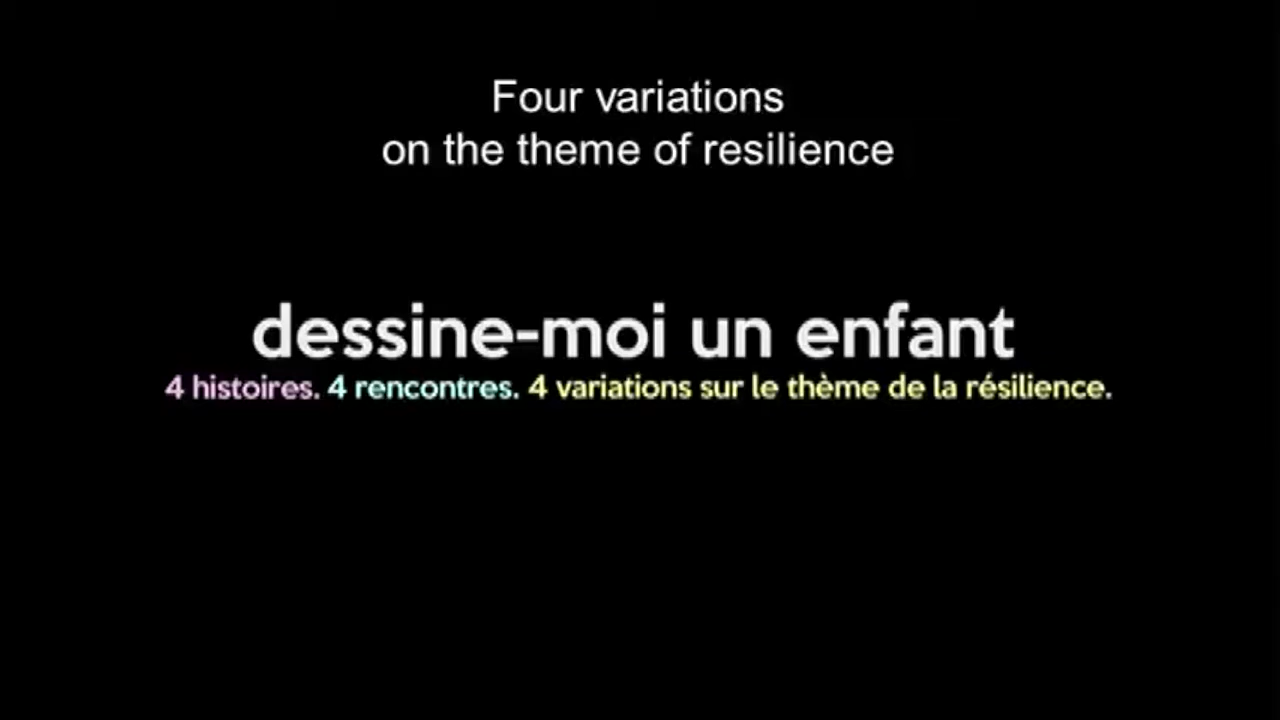 Four variations
on the theme of resilience
dessine-moi un enfant
4 histoires. 4 rencontres. 4 variations sur le thème de la résilience.